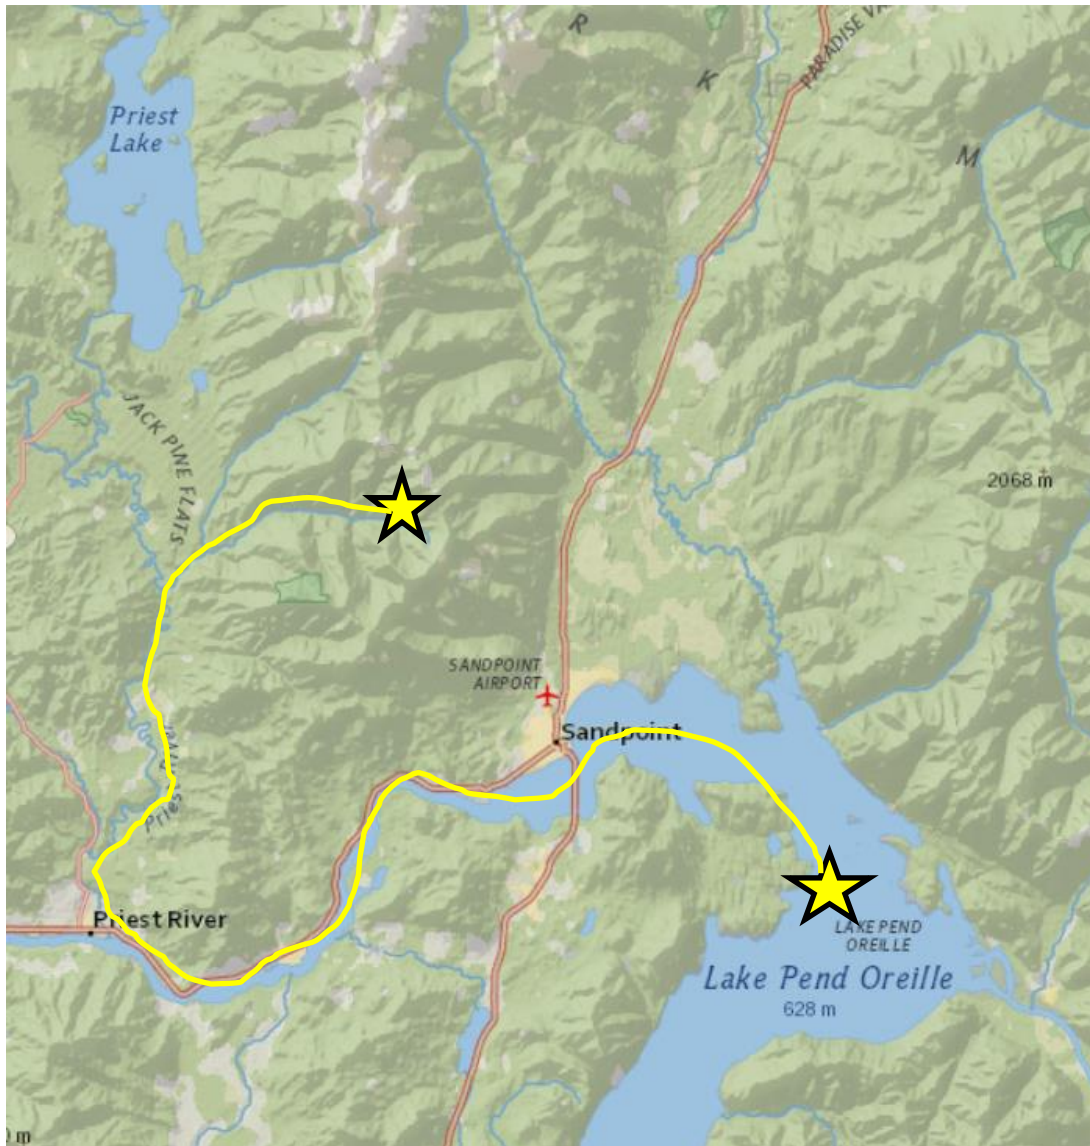 R
K
PARADISE VA
Priest
Lake
M
JACK PINE FLATS
2068 m
SANDPOINT
AIRPORT
Sandpoint
Pries
Priest River
LAKE PEND
OREILLE
Lake Pend Oreille
628 m
m